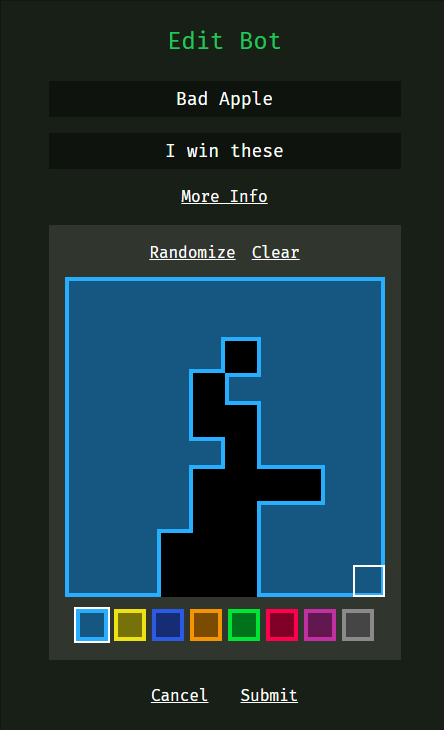 Edit Bot
Bad Apple
I win these
More Info
Randomize Clear
Cancel Submit